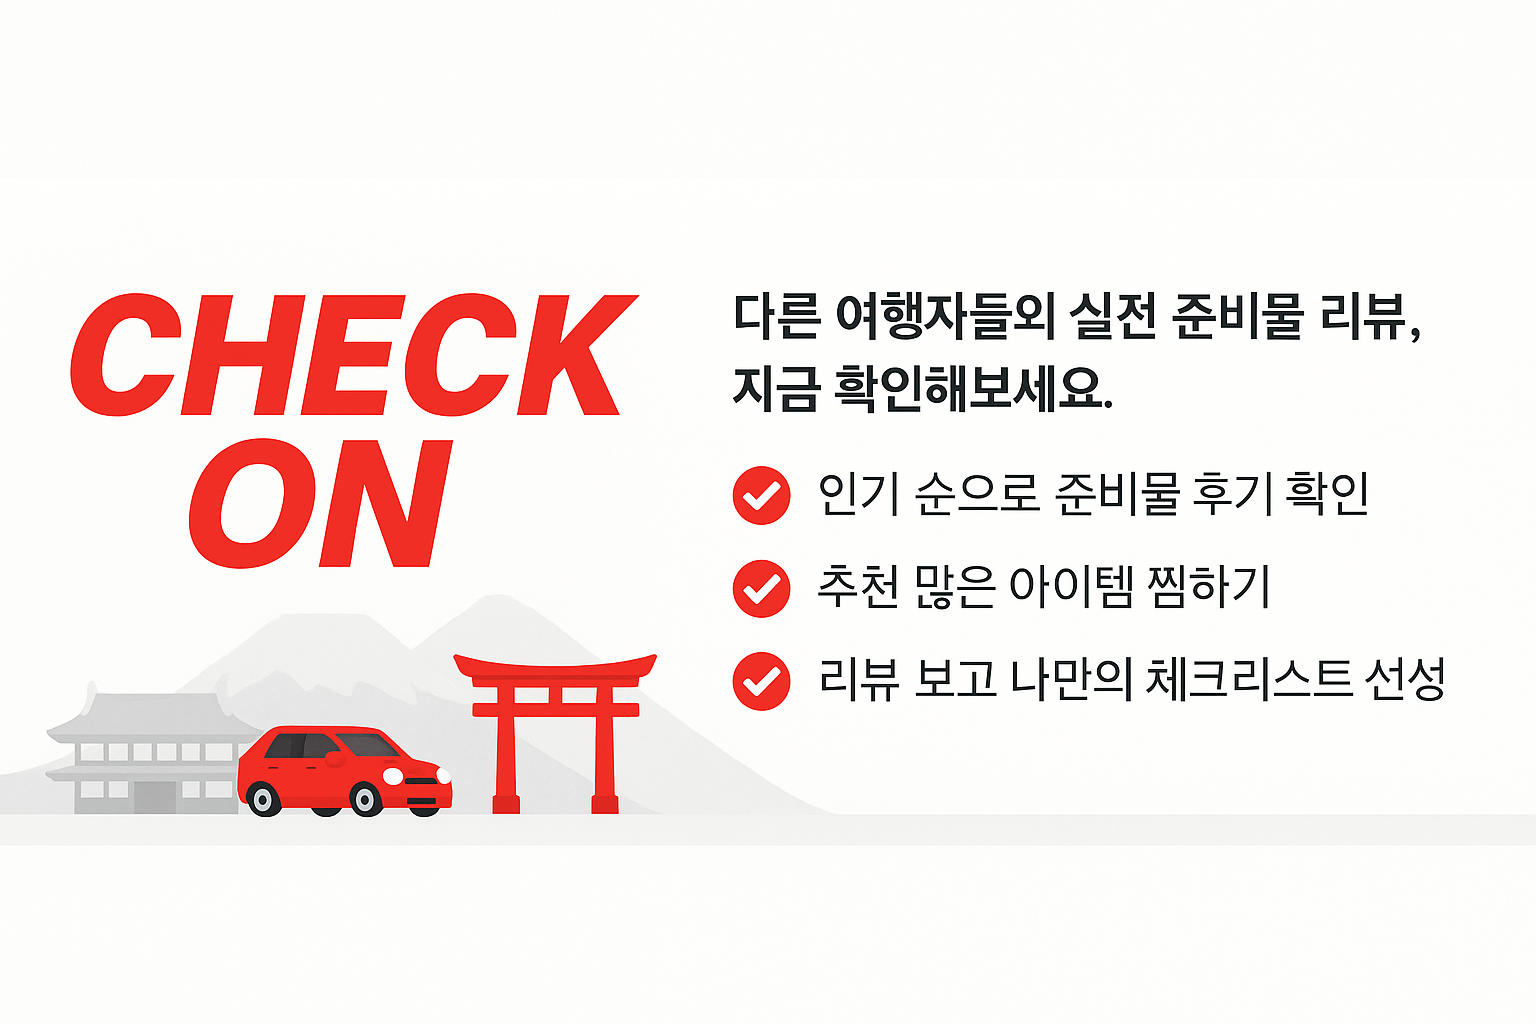 CHECK
ON
다른 여행자들외 실전 준비물 리뷰,
지금 확인해보세요.
인기 순으로 준비물 후기 확인
추천 많은 아이템 찜하기
리뷰 보고 나만의 체크리스트 선성